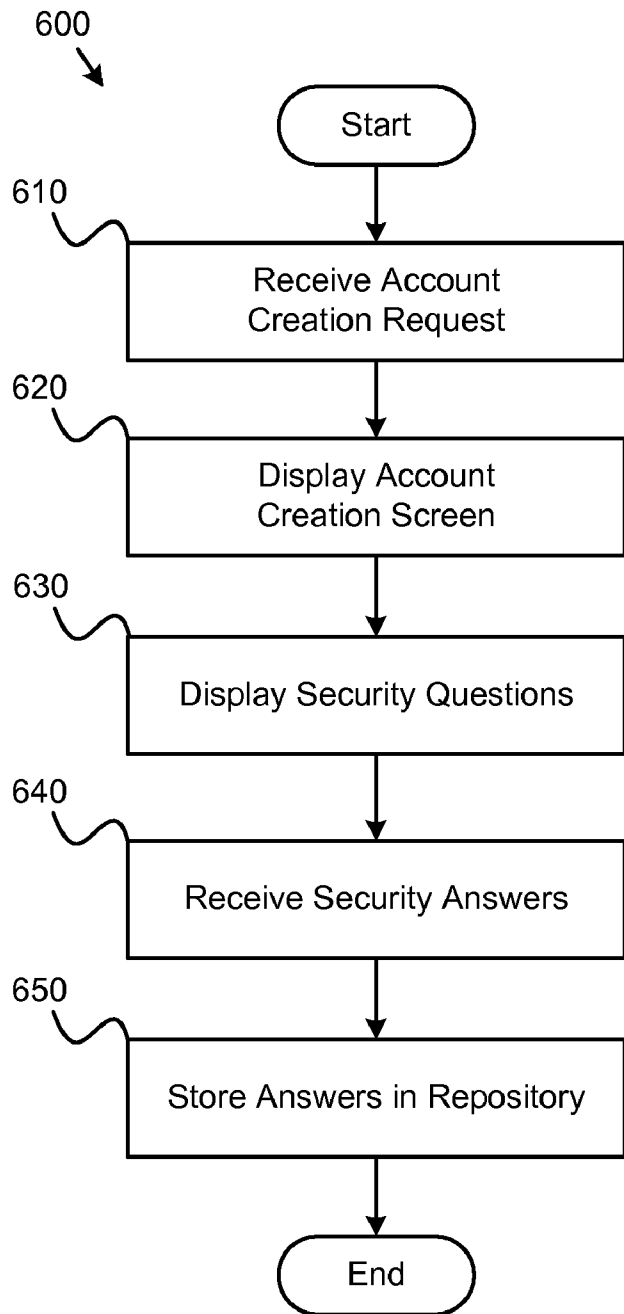 600
Start
610
Receive Account
Creation Request
620
Display Account
Creation Screen
630
Display Security Questions
640
Receive Security Answers
650
Store Answers in Repository
End